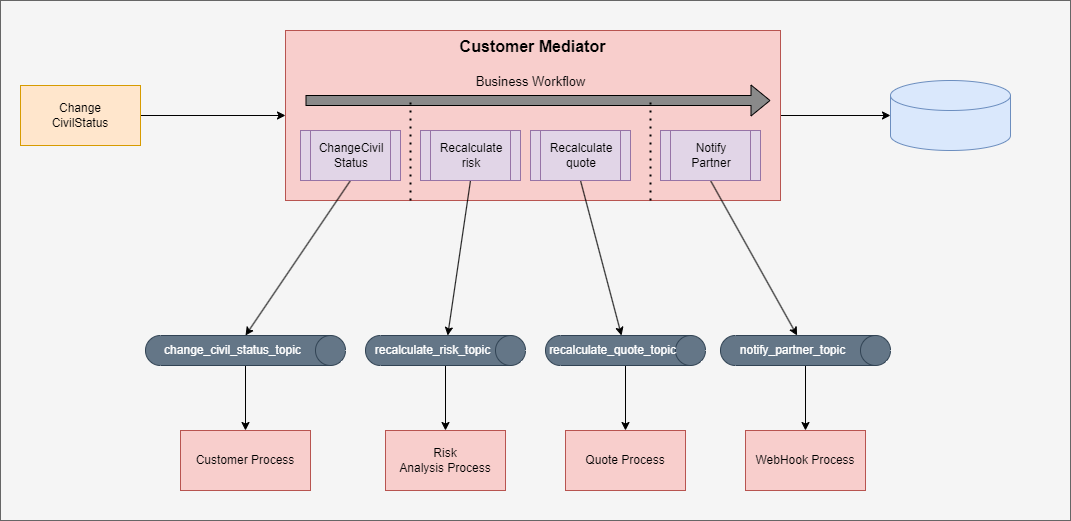 Customer Mediator
Business Workflow
Change
CivilStatus
ChangeCivil
Status
Recalculate
risk
Recalculate
quote
Notify
Partner
change_civil_status_topic
recalculate_risk_topic
recalculate_quote_topic
notify_partner_topic
Customer Process
Risk
Analysis Process
Quote Process
WebHook Process